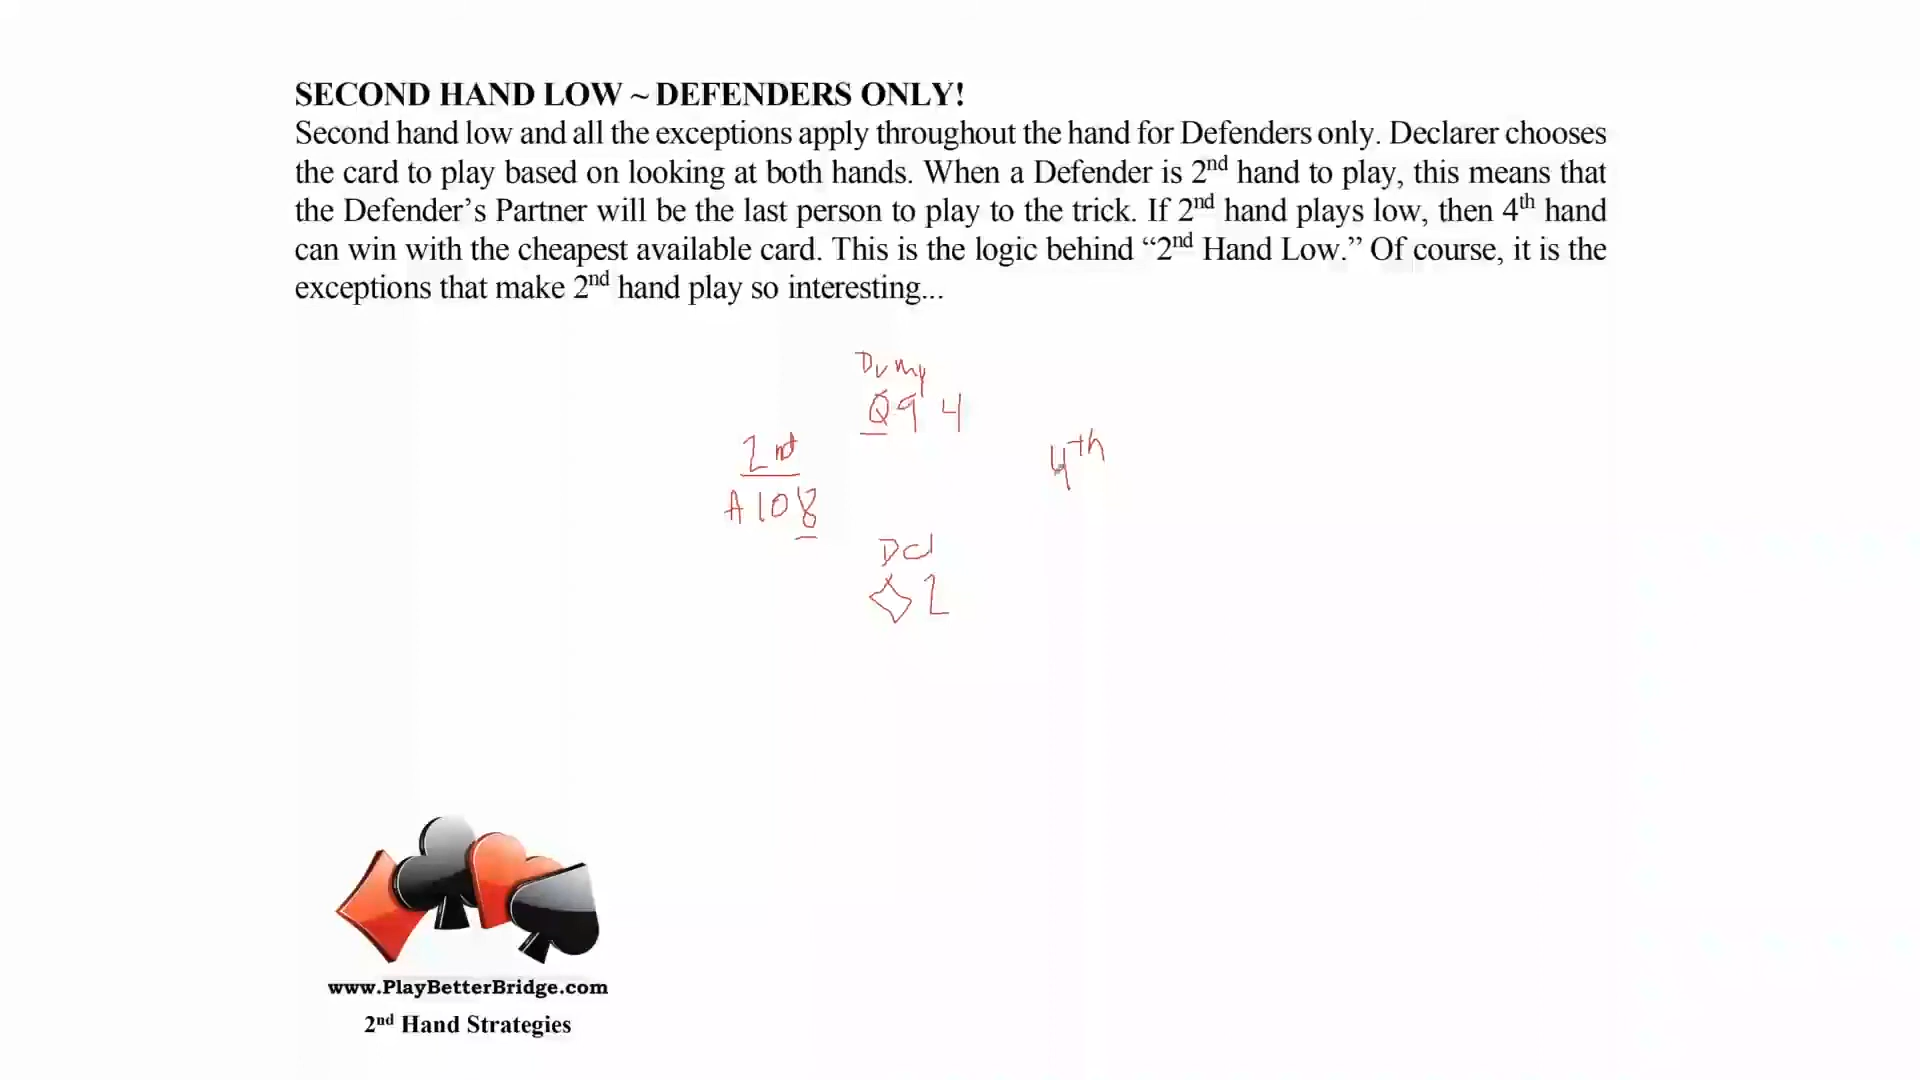 SECOND HAND LOW ~ DEFENDERS ONLY!
Second hand low and all the exceptions apply throughout the hand for Defenders only. Declarer chooses
the card to play based on looking at both hands. When a Defender is 2nd hand to play, this means that
the Defender’s Partner will be the last person to play to the trick. If 2nd hand plays low, then 4th hand
can win with the cheapest available card. This is the logic behind “2nd Hand Low.” Of course, it is the
exceptions that make 2nd hand play so interesting...
Dumy
Q94
2nd
4th
A108
Dcl
♢2
www.PlayBetterBridge.com
2nd Hand Strategies